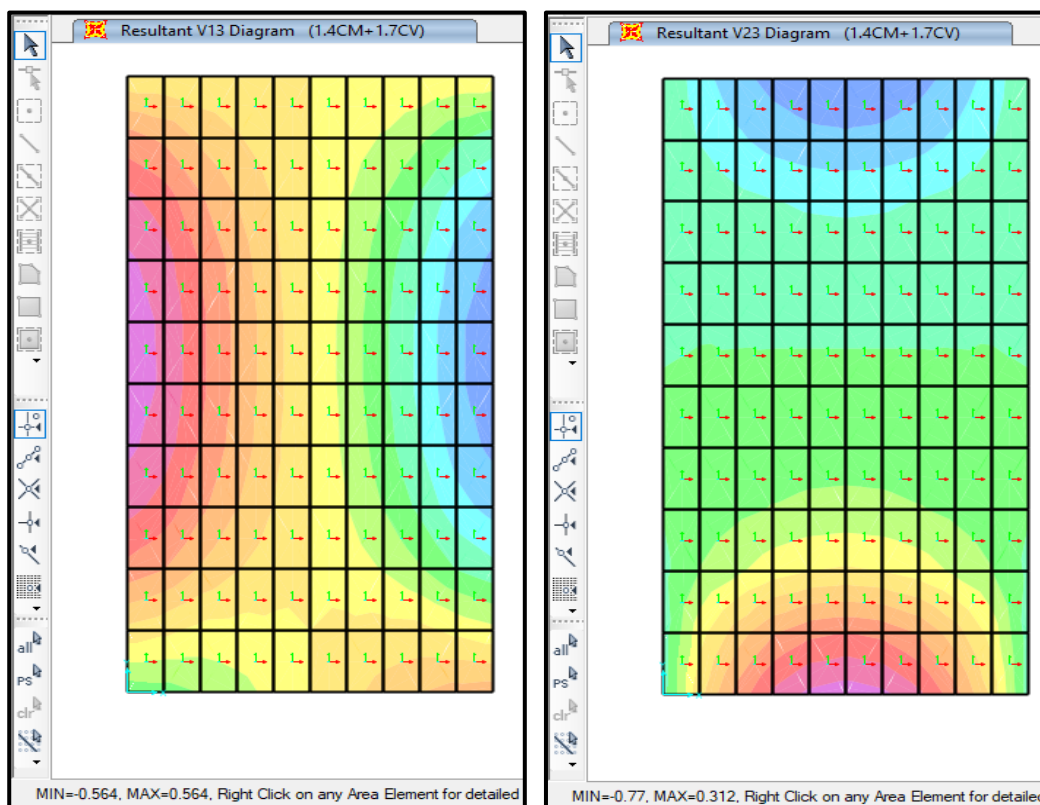 Resultant V13 Diagram (1.4CM+1.7CV)
all
PS
clr
MIN=-0.564, MAX=0.564, Right Click on any Area Element for detailed
Resultant V23 Diagram (1.4CM+1.7CV)
all
PS
clr
MIN=-0.77, MAX=0.312, Right Click on any Area Element for detailed